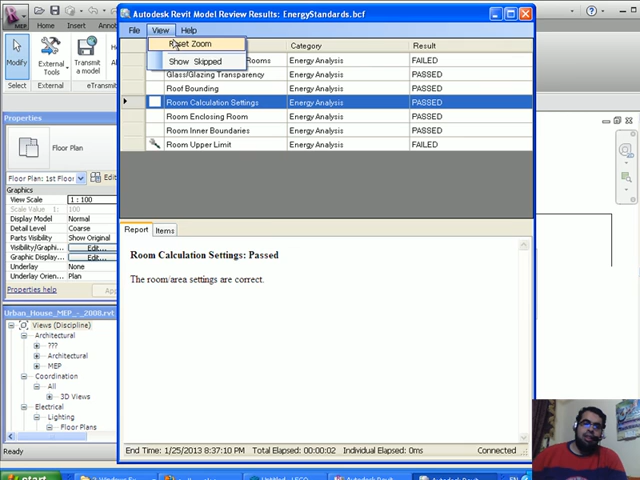 Autodesk Revit Model Review Results: EnergyStandards.bcf
File View Help
Reset Zoom
Show Skipped
Rooms
Category
Result
Energy Analysis
FAILED
Glass/Glazing Transparency
Energy Analysis
PASSED
Roof Bounding
Energy Analysis
PASSED
Room Calculation Settings
Energy Analysis
PASSED
Room Enclosing Room
Energy Analysis
PASSED
Room Inner Boundaries
Energy Analysis
PASSED
Room Upper Limit
Energy Analysis
FAILED
Report Items
Room Calculation Settings: Passed
The room/area settings are correct.
End Time: 1/25/2013 8:37:10 PM Total Elapsed: 00:00:02 Individual Elapsed: 0ms Connected
MEP
Modify
External
Tools
Transmit
a model
Select
External
eTransmit
Properties
Floor Plan
Floor Plan: 1st Floor
Edit
Graphics
View Scale 1 : 100
Scale Value 1: 100
Display Model Normal
Detail Level Coarse
Parts Visibility Show Original
Visibility/Graphi... Edit...
Graphic Display... Edit...
Underlay None
Underlay Orien... Plan
Properties help
Urban_House_MEP_-_2008.rvt
Views (Discipline)
Architectural
???
Architectural
MEP
Coordination
All
3D Views
Electrical
Lighting
Floor Plans
Ready
start
Untitled - LEGO
EN